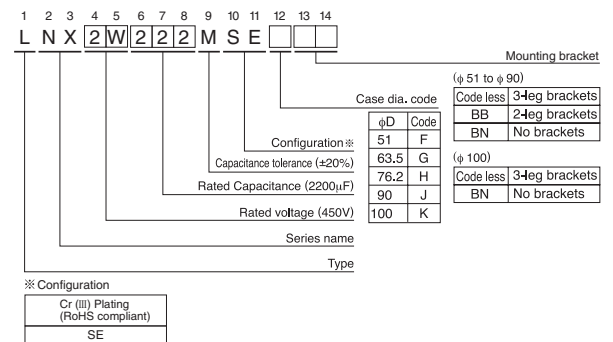 1 2 3 4 5 6 7 8 9 10 11 12 13 14
L N X 2 W 2 2 2 M S E
Mounting bracket
(φ 51 to φ 90)
Code less 3-leg brackets
BB 2-leg brackets
BN No brackets
(φ 100)
Code less 3-leg brackets
BN No brackets
Case dia. code
φD Code
51 F
63.5 G
76.2 H
90 J
100 K
Configuration※
Capacitance tolerance (±20%)
Rated Capacitance (2200μF)
Rated voltage (450V)
Series name
Type
※ Configuration
Cr (III) Plating
(RoHS compliant)
SE